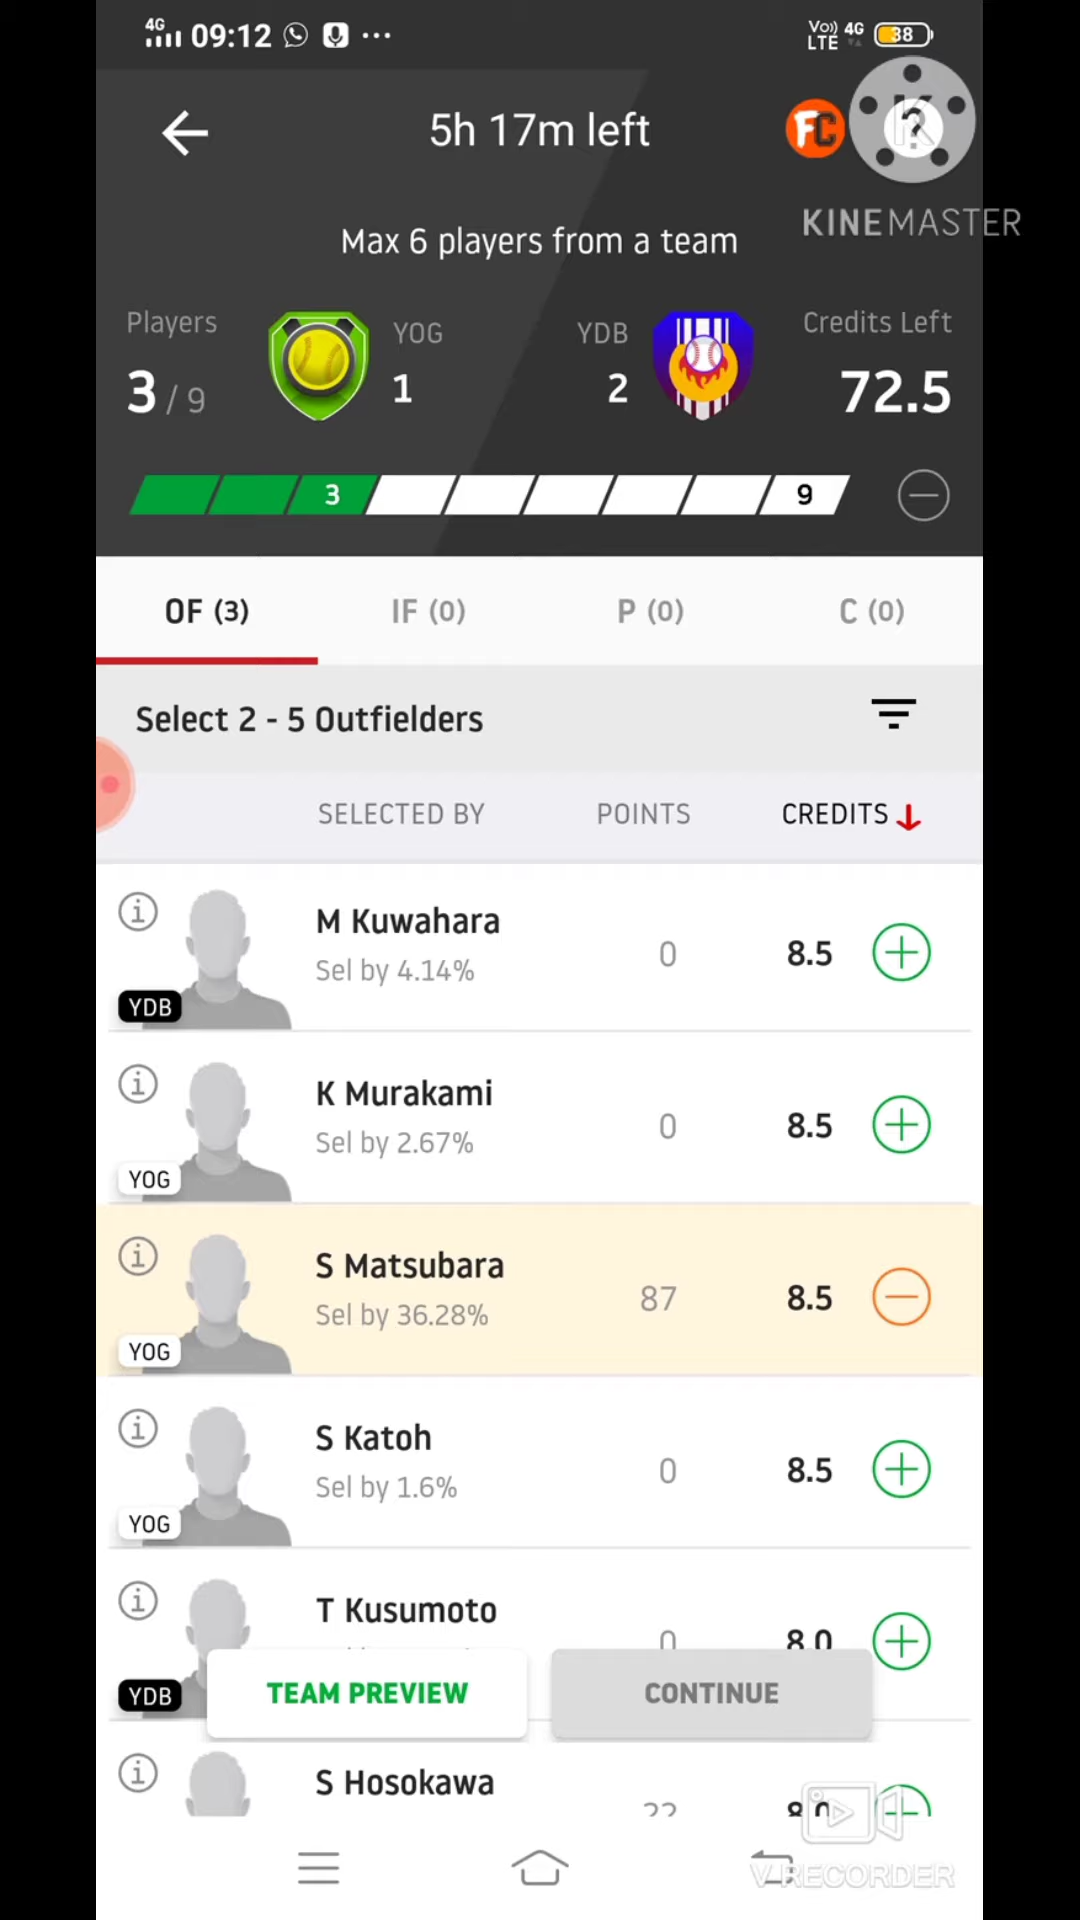 4G 09:12 ...
Vo)) LTE 4G 38
5h 17m left
FC ?
KINEMASTER
Max 6 players from a team
Players YOG YDB Credits Left
3 / 9 1 2 72.5
3 9
OF (3) IF (0) P (0) C (0)
Select 2 - 5 Outfielders
SELECTED BY POINTS CREDITS
M Kuwahara
Sel by 4.14% 0 8.5
YDB
K Murakami
Sel by 2.67% 0 8.5
YOG
S Matsubara
Sel by 36.28% 87 8.5
YOG
S Katoh
Sel by 1.6% 0 8.5
YOG
T Kusumoto
0 8.0
YDB
TEAM PREVIEW CONTINUE
S Hosokawa
V RECORDER